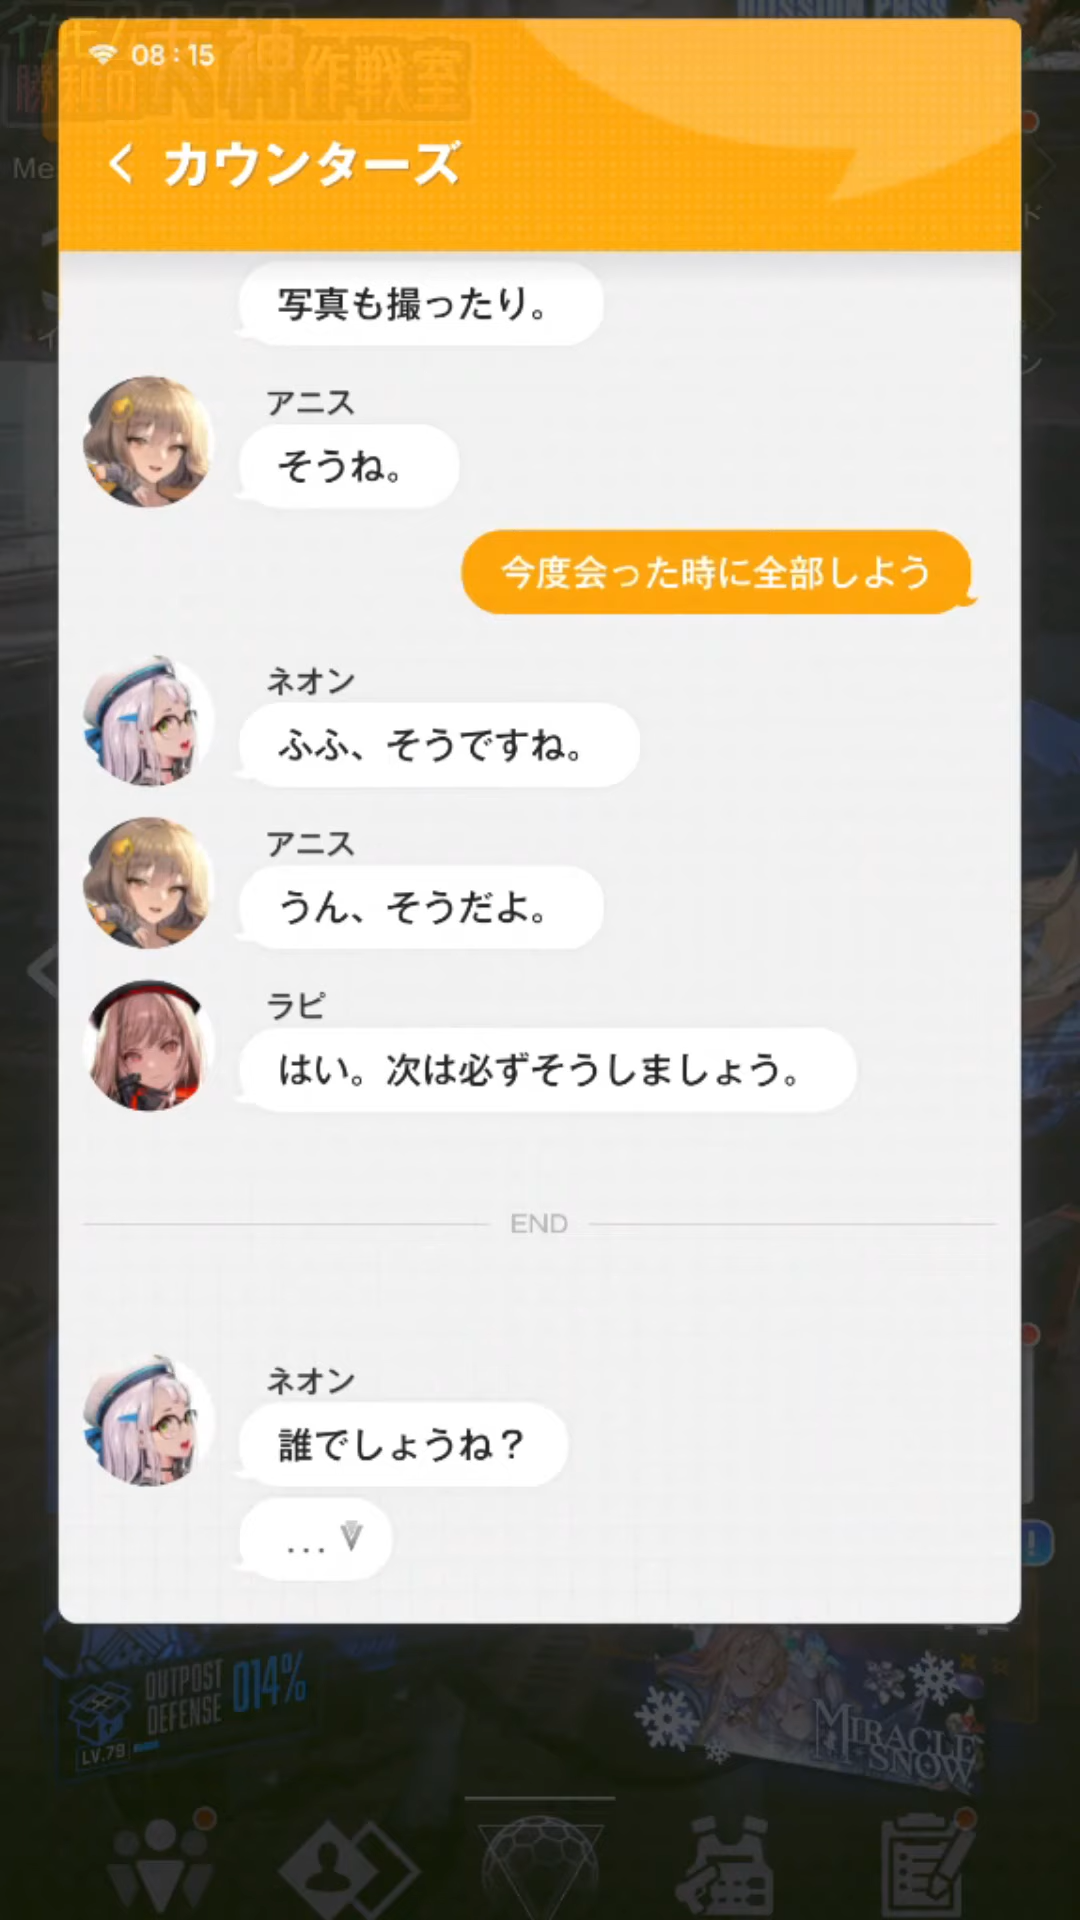 08:15
カウンターズ
写真も撮ったり。
アニス
そうね。
今度会った時に全部しよう
ネオン
ふふ、そうですね。
アニス
うん、そうだよ。
ラピ
はい。次は必ずそうしましょう。
END
ネオン
誰でしょうね？
...
OUTPOST
DEFENSE
014%
LV.79
MIRACLE
SNOW